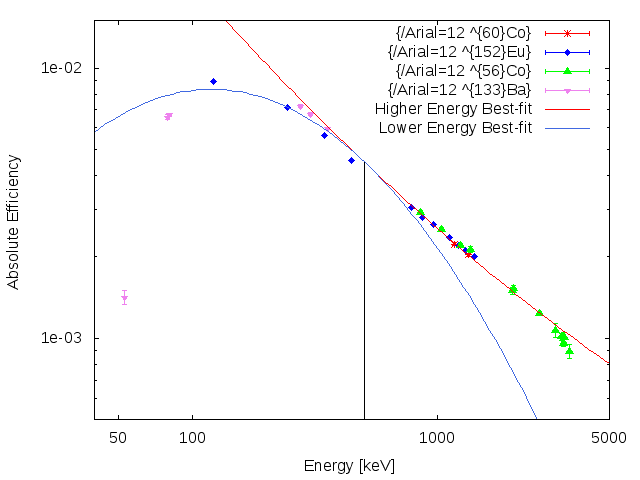 {/Arial=12 ^{60}Co}
{/Arial=12 ^{152}Eu}
{/Arial=12 ^{56}Co}
{/Arial=12 ^{133}Ba}
Higher Energy Best-fit
Lower Energy Best-fit
1e-02
1e-03
Absolute Efficiency
50
100
1000
5000
Energy [keV]